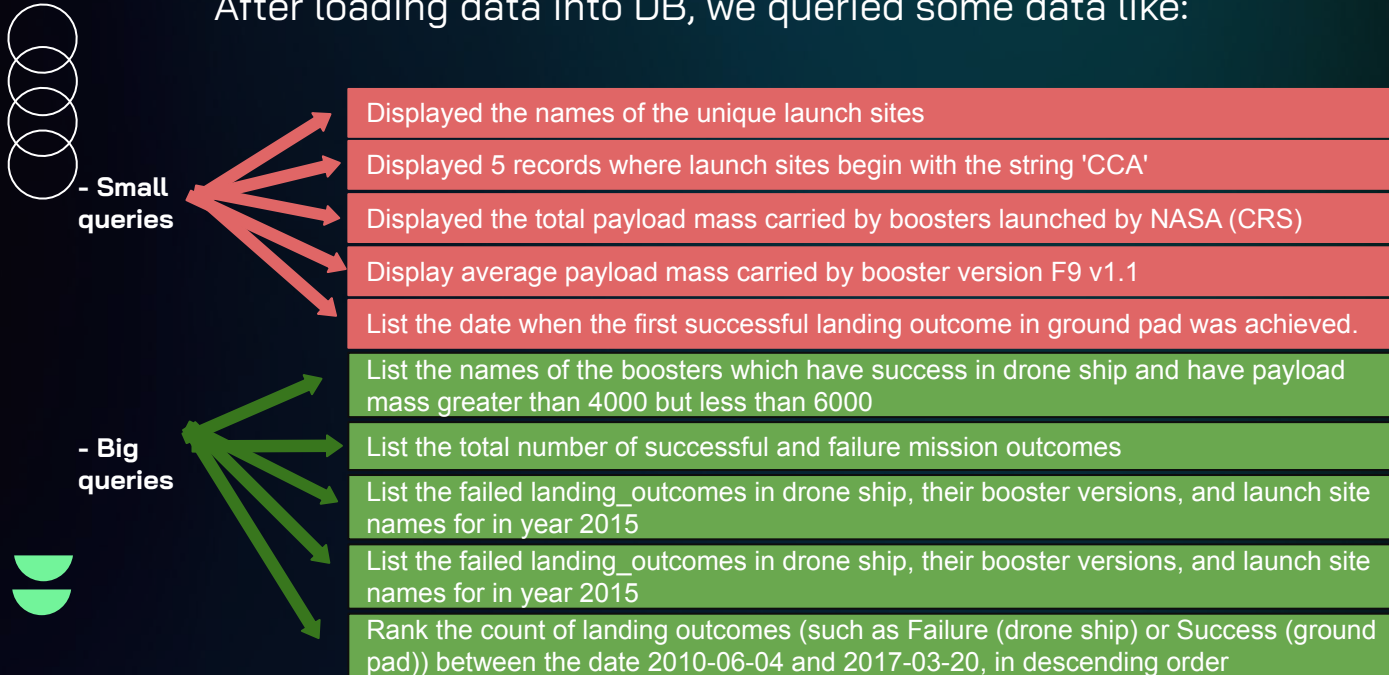 After loading data into DB, we queried some data like:
- Small
queries
Displayed the names of the unique launch sites
Displayed 5 records where launch sites begin with the string 'CCA'
Displayed the total payload mass carried by boosters launched by NASA (CRS)
Display average payload mass carried by booster version F9 v1.1
List the date when the first successful landing outcome in ground pad was achieved.
- Big
queries
List the names of the boosters which have success in drone ship and have payload
mass greater than 4000 but less than 6000
List the total number of successful and failure mission outcomes
List the failed landing_outcomes in drone ship, their booster versions, and launch site
names for in year 2015
List the failed landing_outcomes in drone ship, their booster versions, and launch site
names for in year 2015
Rank the count of landing outcomes (such as Failure (drone ship) or Success (ground
pad)) between the date 2010-06-04 and 2017-03-20, in descending order